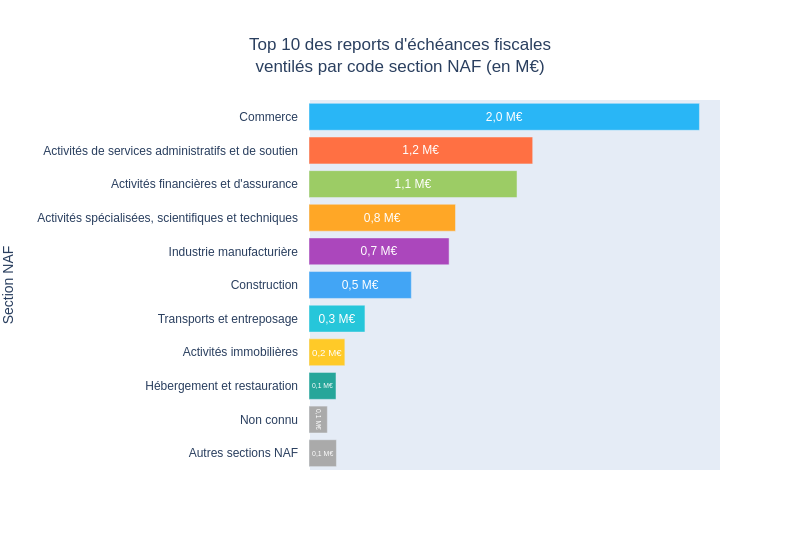 Top 10 des reports d'échéances fiscales
ventilés par code section NAF (en M€)
Section NAF
Commerce 2,0 M€
Activités de services administratifs et de soutien 1,2 M€
Activités financières et d'assurance 1,1 M€
Activités spécialisées, scientifiques et techniques 0,8 M€
Industrie manufacturière 0,7 M€
Construction 0,5 M€
Transports et entreposage 0,3 M€
Activités immobilières 0,2 M€
Hébergement et restauration 0,1 M€
Non connu 0,1 M€
Autres sections NAF 0,1 M€